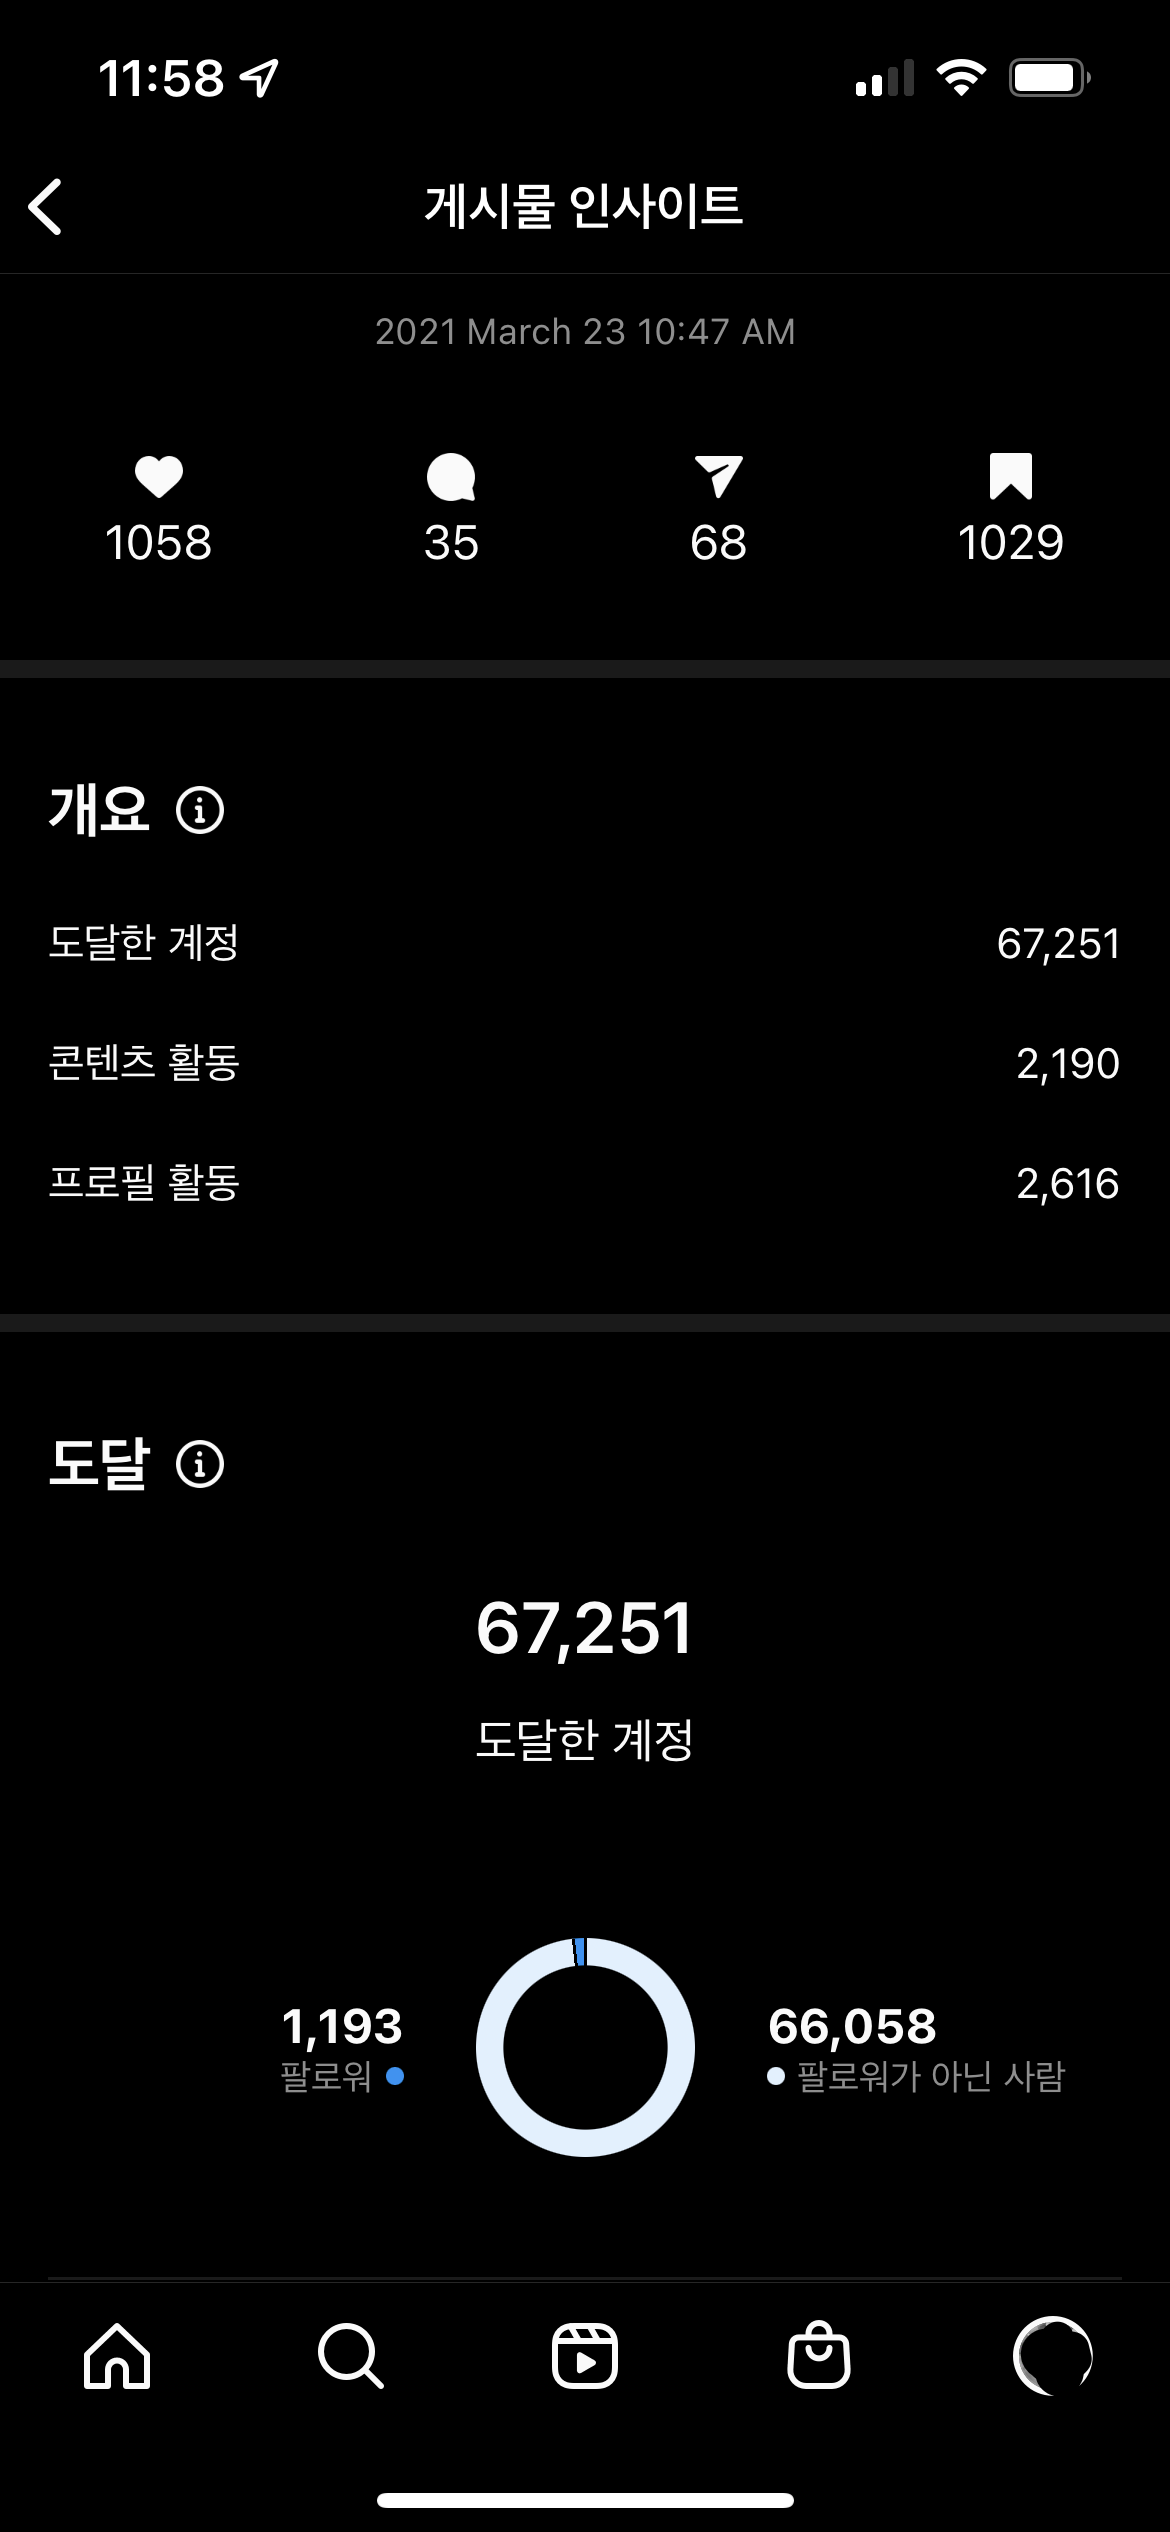 11:58
게시물 인사이트
2021 March 23 10:47 AM
1058 35 68 1029
개요
도달한 계정 67,251
콘텐츠 활동 2,190
프로필 활동 2,616
도달
67,251
도달한 계정
1,193 66,058
팔로워 팔로워가 아닌 사람